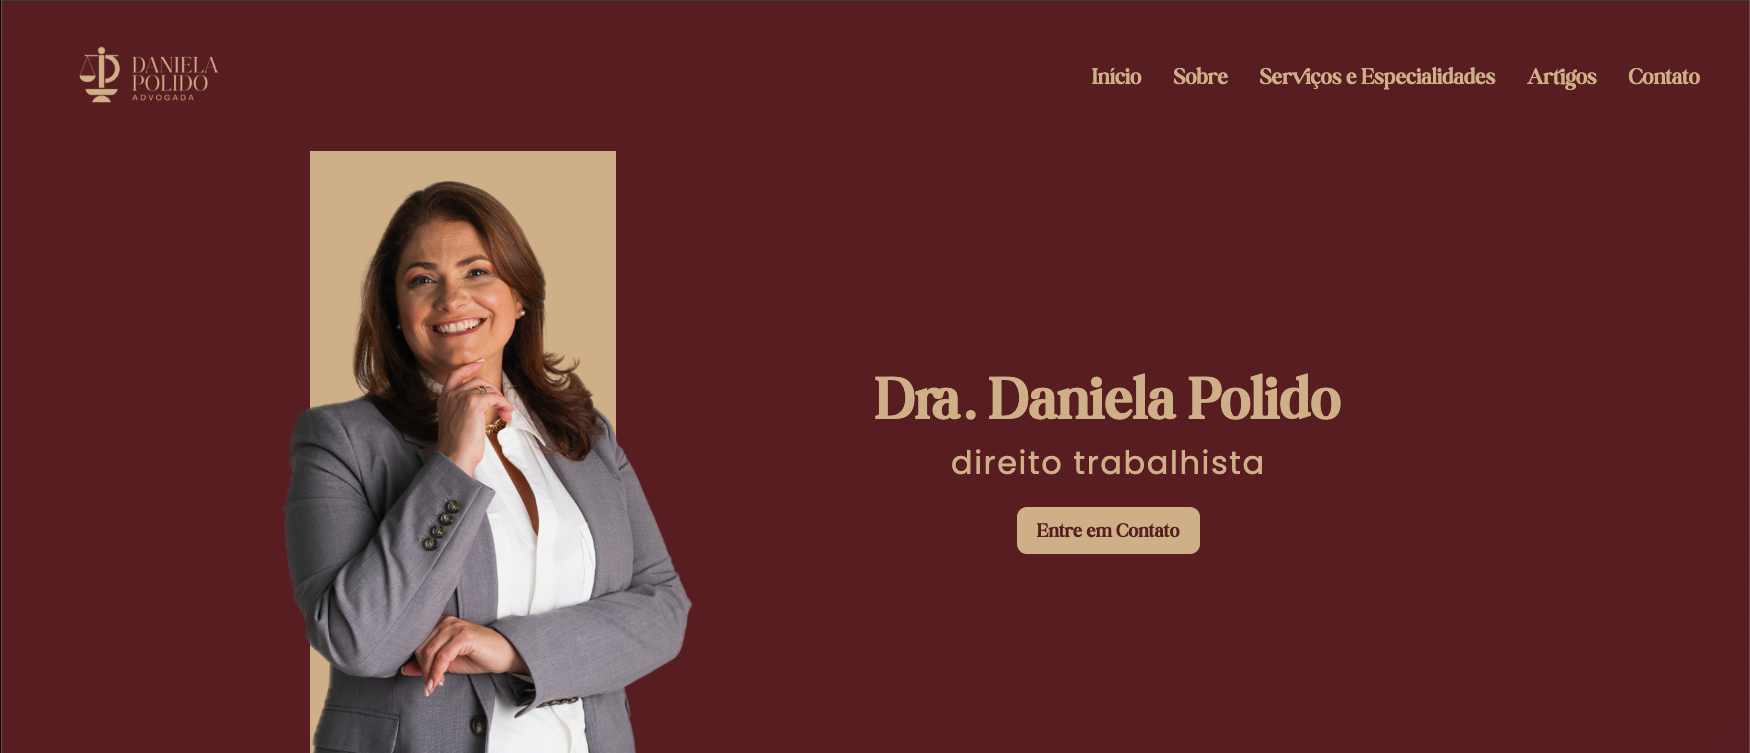 DANIELA
POLIDO
ADVOGADA
Início Sobre Serviços e Especialidades Artigos Contato
Dra. Daniela Polido
direito trabalhista
Entre em Contato